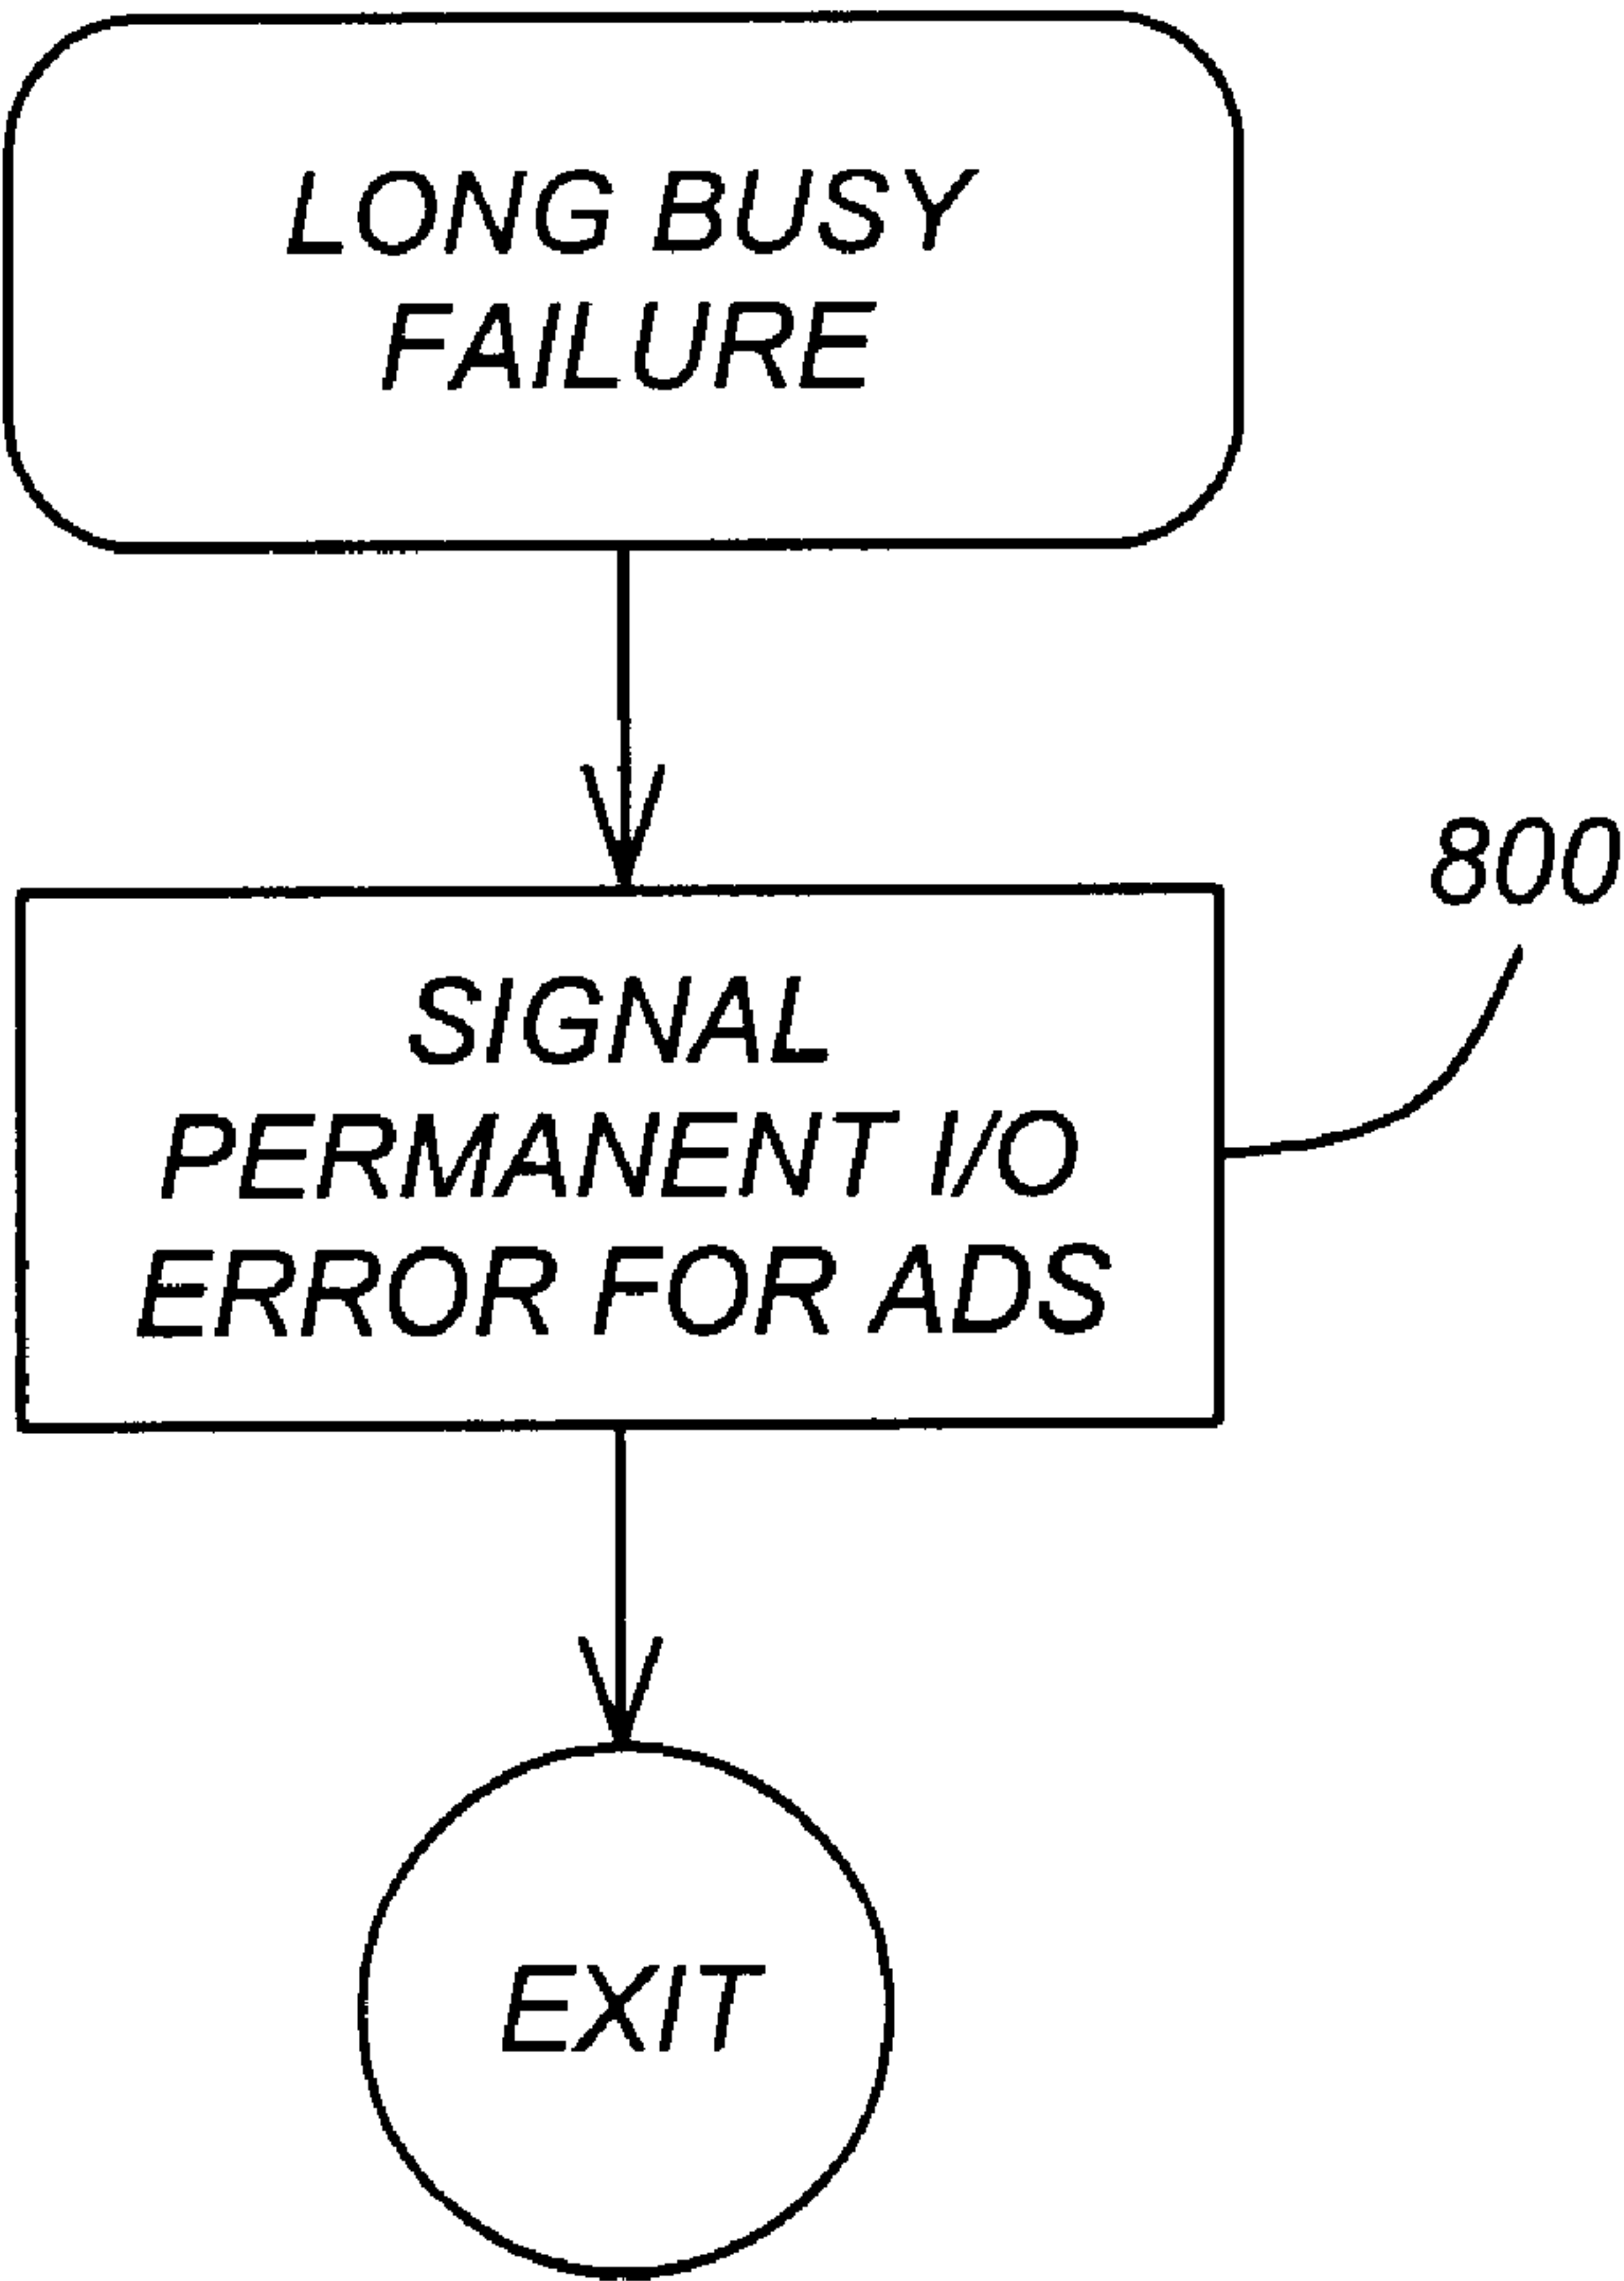 LONG BUSY
FAILURE
800
SIGNAL
PERMANENT I/O
ERROR FOR ADS
EXIT